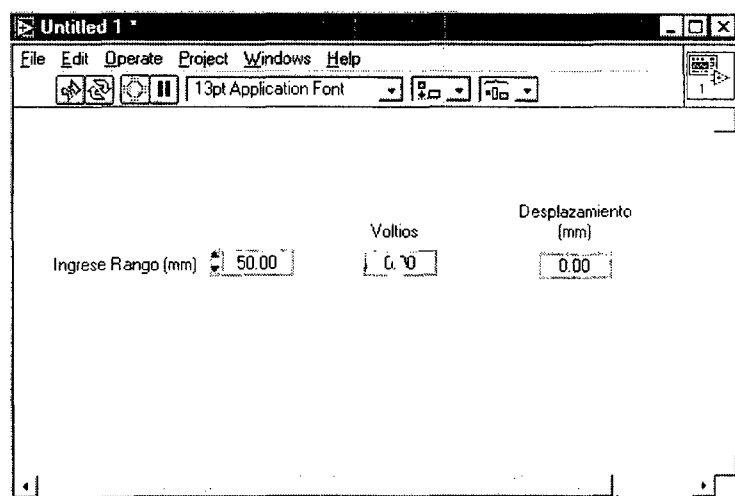 Untitled 1 *
File Edit Operate Project Windows Help
13pt Application Font
1
Voltios
Desplazamiento
(mm)
Ingrese Rango (mm) 50.00
0.00